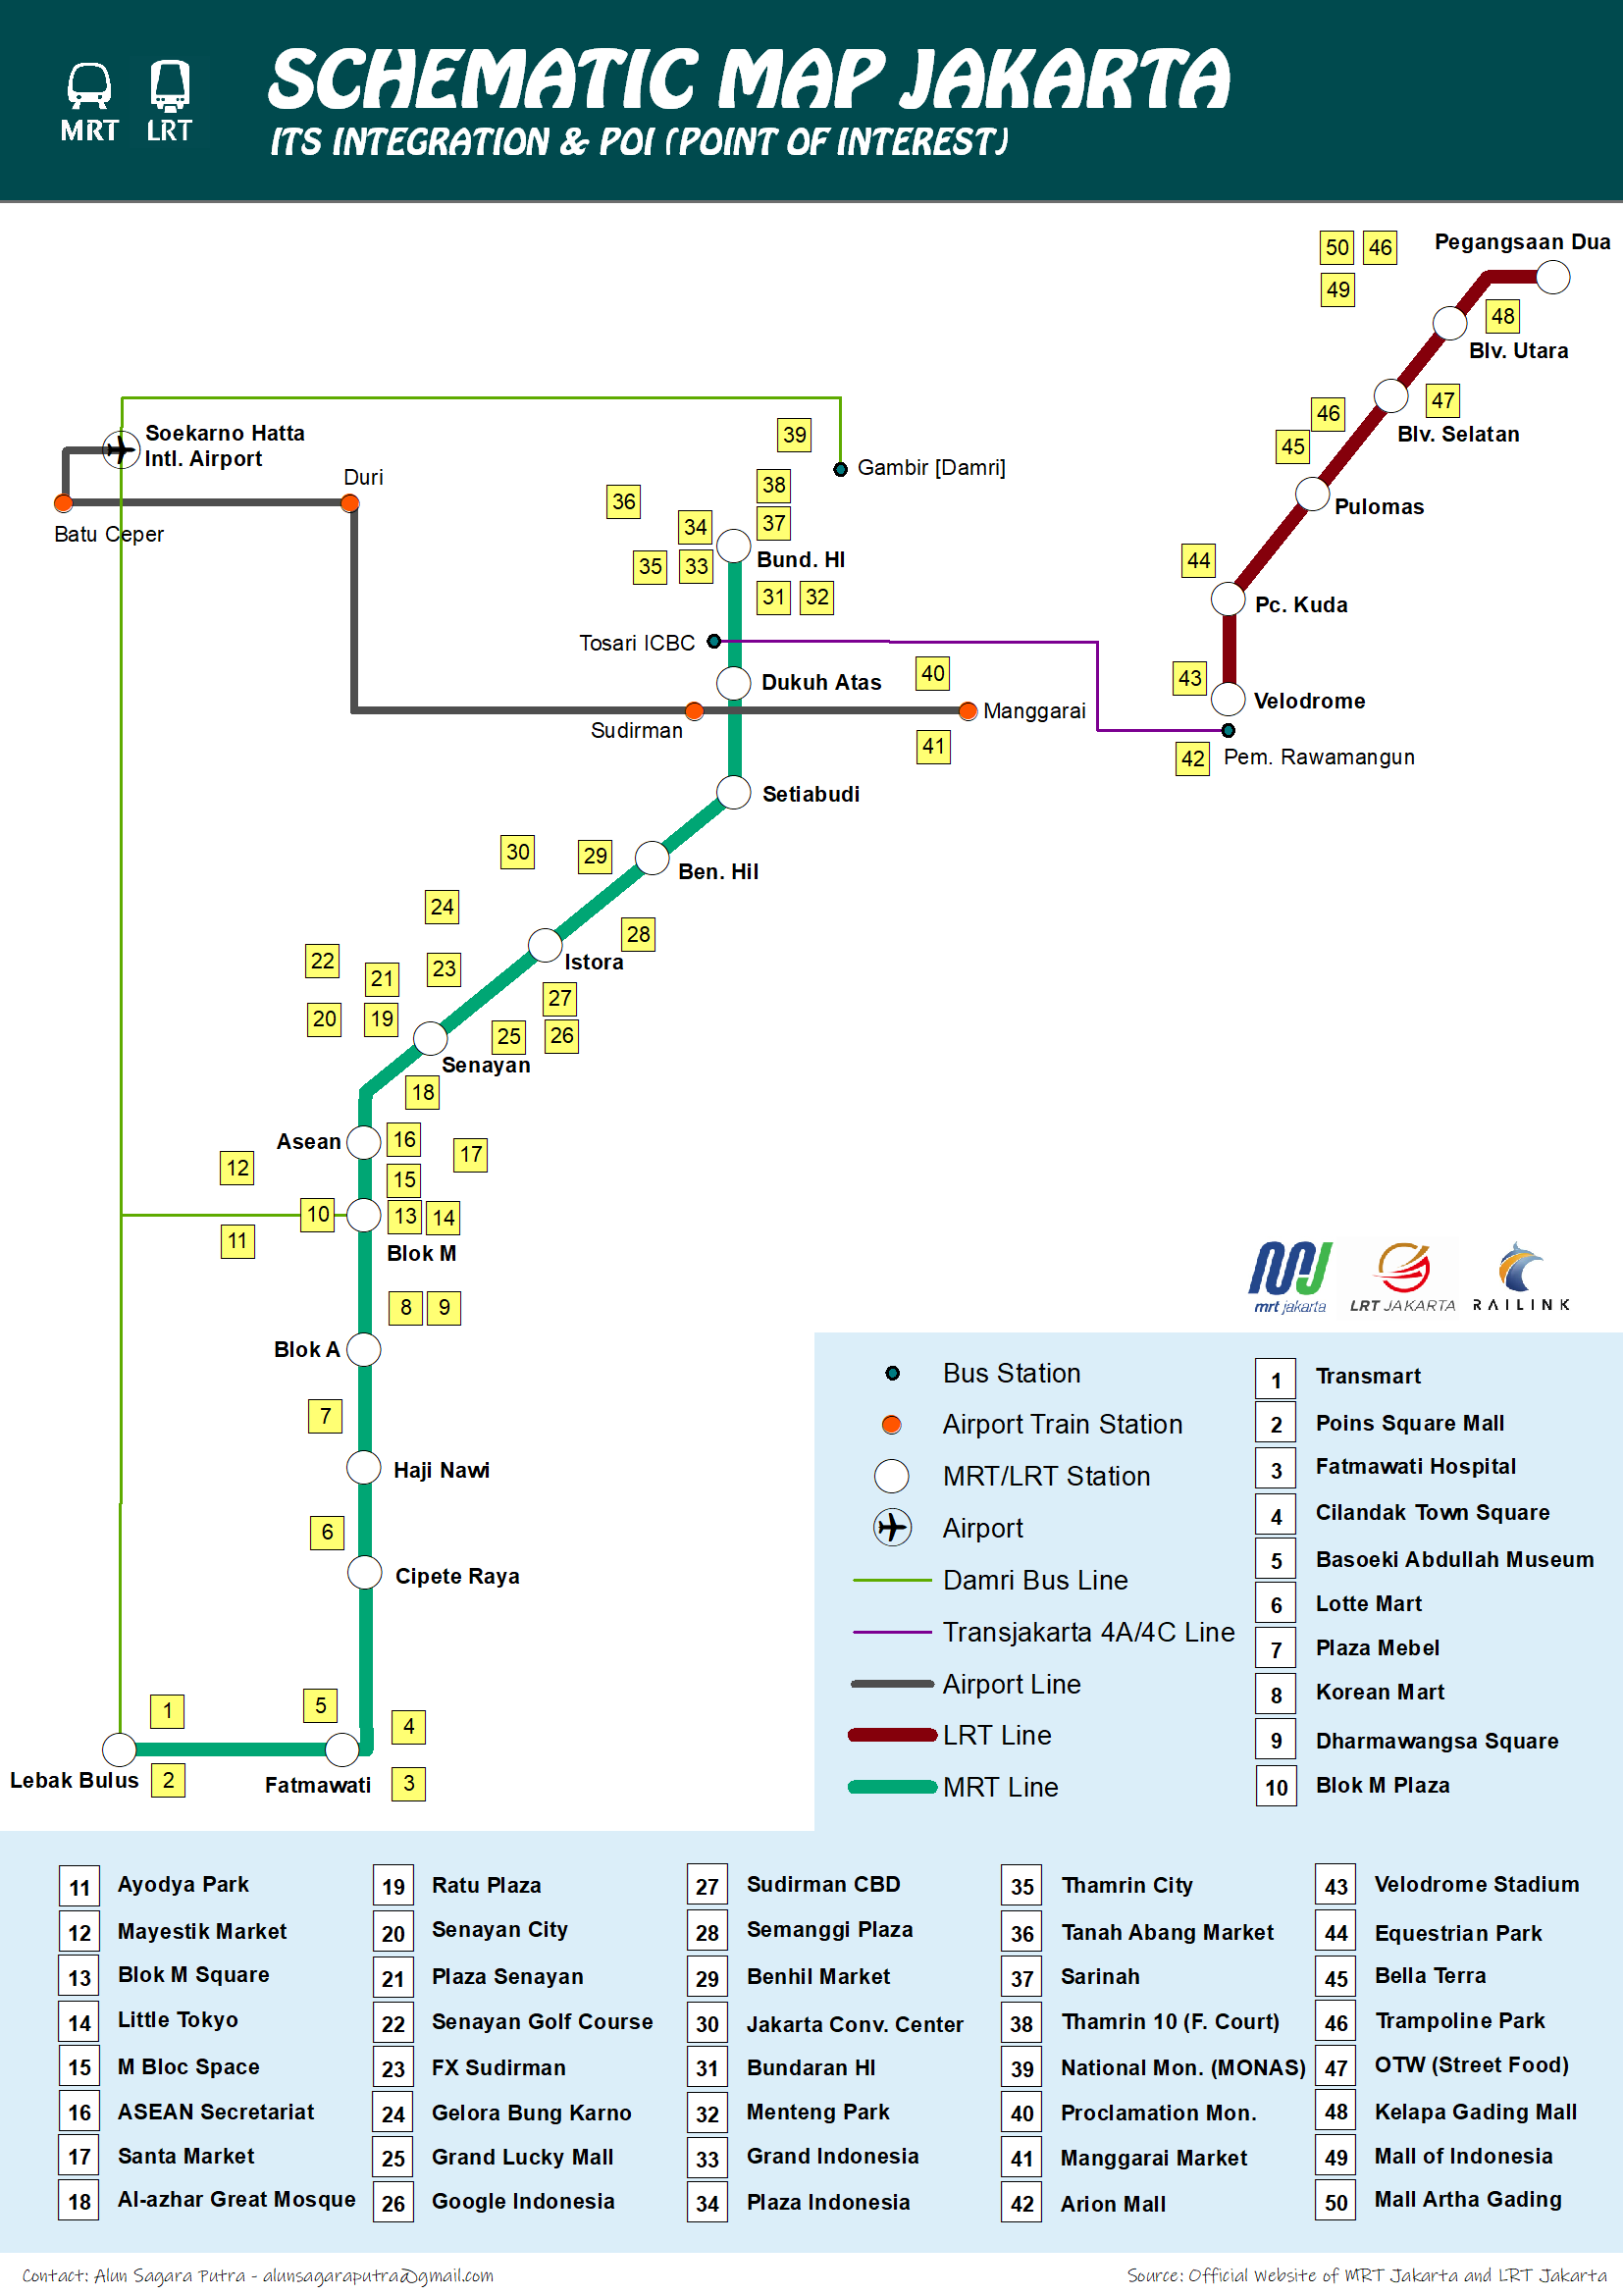 SCHEMATIC MAP JAKARTA
ITS INTEGRATION & POI (POINT OF INTEREST)
MRT LRT
50 46
49
Pegangsaan Dua
48
Blv. Utara
47
Blv. Selatan
46
45
Pulomas
44
Pc. Kuda
43
Velodrome
42
Pem. Rawamangun
Soekarno Hatta
Intl. Airport
Duri
Batu Ceper
39
Gambir [Damri]
38
37
36
34
35 33
Bund. HI
31 32
Tosari ICBC
Dukuh Atas
40
Sudirman
Manggarai
41
Setiabudi
30
29
Ben. Hil
28
24
Istora
23
22
21
20
19
27
25
26
Senayan
18
Asean
16
17
15
12
10
13 14
11
Blok M
8 9
Blok A
7
Haji Nawi
6
Cipete Raya
5
4
1
Lebak Bulus
2
Fatmawati
3
mrt jakarta
LRT JAKARTA
RAILINK
Bus Station
Airport Train Station
MRT/LRT Station
Airport
Damri Bus Line
Transjakarta 4A/4C Line
Airport Line
LRT Line
MRT Line
1 Transmart
2 Poins Square Mall
3 Fatmawati Hospital
4 Cilandak Town Square
5 Basoeki Abdullah Museum
6 Lotte Mart
7 Plaza Mebel
8 Korean Mart
9 Dharmawangsa Square
10 Blok M Plaza
11 Ayodya Park
12 Mayestik Market
13 Blok M Square
14 Little Tokyo
15 M Bloc Space
16 ASEAN Secretariat
17 Santa Market
18 Al-azhar Great Mosque
19 Ratu Plaza
20 Senayan City
21 Plaza Senayan
22 Senayan Golf Course
23 FX Sudirman
24 Gelora Bung Karno
25 Grand Lucky Mall
26 Google Indonesia
27 Sudirman CBD
28 Semanggi Plaza
29 Benhil Market
30 Jakarta Conv. Center
31 Bundaran HI
32 Menteng Park
33 Grand Indonesia
34 Plaza Indonesia
35 Thamrin City
36 Tanah Abang Market
37 Sarinah
38 Thamrin 10 (F. Court)
39 National Mon. (MONAS)
40 Proclamation Mon.
41 Manggarai Market
42 Arion Mall
43 Velodrome Stadium
44 Equestrian Park
45 Bella Terra
46 Trampoline Park
47 OTW (Street Food)
48 Kelapa Gading Mall
49 Mall of Indonesia
50 Mall Artha Gading
Contact: Alun Sagara Putra - alunsagaraputra@gmail.com
Source: Official Website of MRT Jakarta and LRT Jakarta